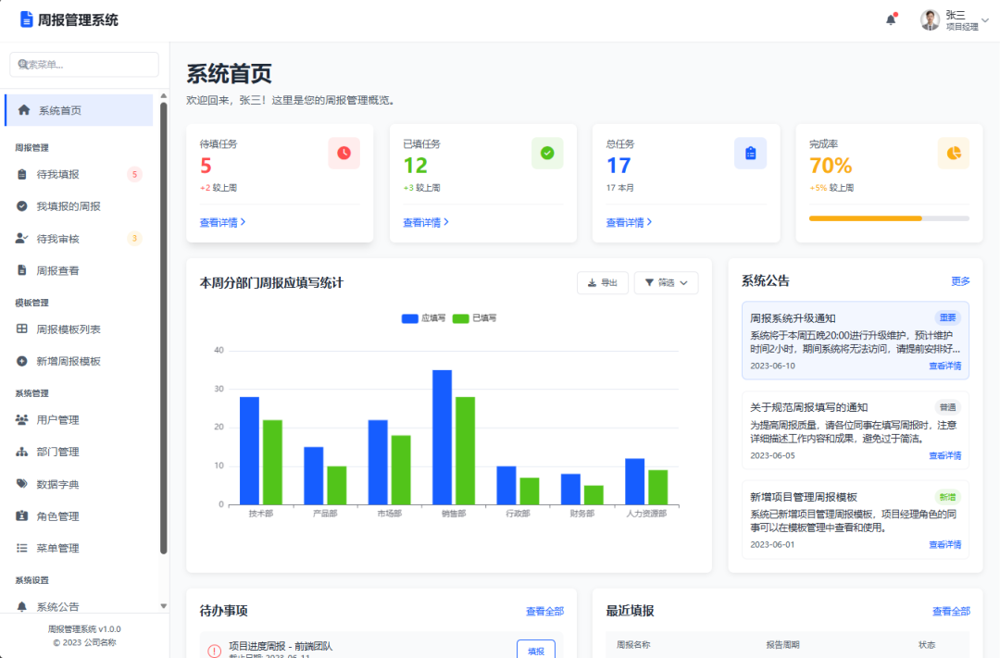 周报管理系统
张三
项目经理
搜索菜单...
系统首页
周报管理
待我填报 5
我填报的周报
待我审核 3
周报查看
模板管理
周报模板列表
新增周报模板
系统管理
用户管理
部门管理
数据字典
角色管理
菜单管理
系统设置
系统公告
周报管理系统 v1.0.0
© 2023 公司名称
系统首页
欢迎回来，张三！这里是您的周报管理概览。
待填任务
5
+2 较上周
查看详情
已填任务
12
+3 较上周
查看详情
总任务
17
17 本月
查看详情
完成率
70%
+5% 较上周
本周分部门周报应填写统计
导出 筛选
应填写 已填写
40
30
20
10
0
技术部 产品部 市场部 销售部 行政部 财务部 人力资源部
系统公告 更多
周报系统升级通知 重要
系统将于本周五晚20:00进行升级维护，预计维护
时间2小时，期间系统将无法访问，请提前安排好...
2023-06-10 查看详情
关于规范周报填写的通知 普通
为提高周报质量，请各位同事在填写周报时，注意
详细描述工作内容和成果，避免过于简洁。
2023-06-05 查看详情
新增项目管理周报模板 新增
系统已新增项目管理周报模板，项目经理角色的同
事可以在模板管理中查看和使用。
2023-06-01 查看详情
待办事项 查看全部
项目进度周报 - 前端团队
截止日期: 2023-06-11
填报
最近填报 查看全部
周报名称 报告周期 状态